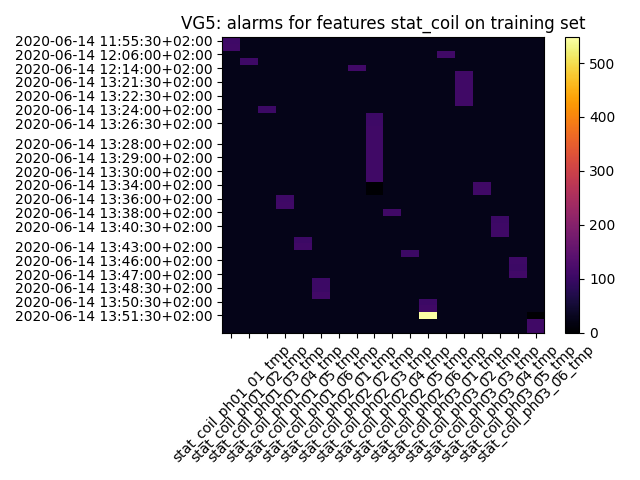 VG5: alarms for features stat_coil on training set
2020-06-14 11:55:30+02:00
2020-06-14 12:06:00+02:00
2020-06-14 12:14:00+02:00
2020-06-14 13:21:30+02:00
2020-06-14 13:22:30+02:00
2020-06-14 13:24:00+02:00
2020-06-14 13:26:30+02:00
2020-06-14 13:28:00+02:00
2020-06-14 13:29:00+02:00
2020-06-14 13:30:00+02:00
2020-06-14 13:34:00+02:00
2020-06-14 13:36:00+02:00
2020-06-14 13:38:00+02:00
2020-06-14 13:40:30+02:00
2020-06-14 13:43:00+02:00
2020-06-14 13:46:00+02:00
2020-06-14 13:47:00+02:00
2020-06-14 13:48:30+02:00
2020-06-14 13:50:30+02:00
2020-06-14 13:51:30+02:00
stat_coil_ph01_01_tmp
stat_coil_ph01_02_tmp
stat_coil_ph01_03_tmp
stat_coil_ph01_04_tmp
stat_coil_ph01_05_tmp
stat_coil_ph01_06_tmp
stat_coil_ph02_01_tmp
stat_coil_ph02_02_tmp
stat_coil_ph02_03_tmp
stat_coil_ph02_04_tmp
stat_coil_ph02_05_tmp
stat_coil_ph02_06_tmp
stat_coil_ph03_01_tmp
stat_coil_ph03_02_tmp
stat_coil_ph03_03_tmp
stat_coil_ph03_04_tmp
stat_coil_ph03_05_tmp
stat_coil_ph03_06_tmp
500
400
300
200
100
0